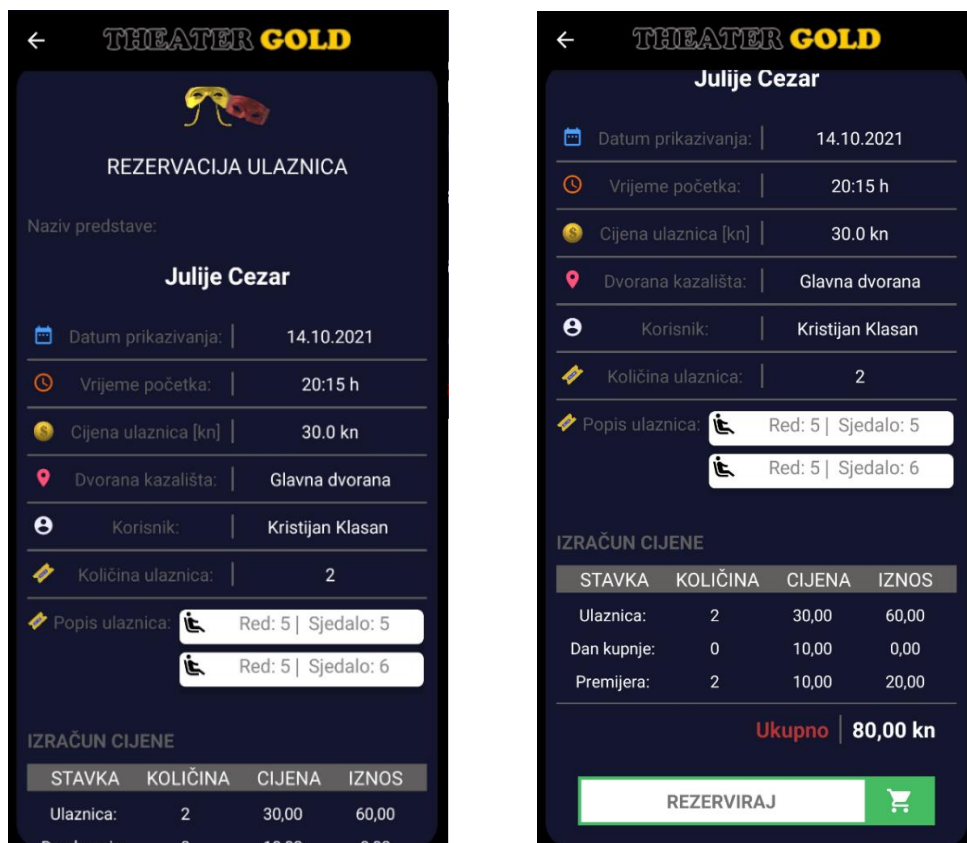 THEATER GOLD
REZERVACIJA ULAZNICA
Naziv predstave:
Julije Cezar
Datum prikazivanja: 14.10.2021
Vrijeme početka: 20:15 h
Cijena ulaznica [kn] 30.0 kn
Dvorana kazališta: Glavna dvorana
Korisnik: Kristijan Klasan
Količina ulaznica: 2
Popis ulaznica: Red: 5 | Sjedalo: 5
Red: 5 | Sjedalo: 6
IZRAČUN CIJENE
STAVKA KOLIČINA CIJENA IZNOS
Ulaznica: 2 30,00 60,00
THEATER GOLD
Julije Cezar
Datum prikazivanja: 14.10.2021
Vrijeme početka: 20:15 h
Cijena ulaznica [kn] 30.0 kn
Dvorana kazališta: Glavna dvorana
Korisnik: Kristijan Klasan
Količina ulaznica: 2
Popis ulaznica: Red: 5 | Sjedalo: 5
Red: 5 | Sjedalo: 6
IZRAČUN CIJENE
STAVKA KOLIČINA CIJENA IZNOS
Ulaznica: 2 30,00 60,00
Dan kupnje: 0 10,00 0,00
Premijera: 2 10,00 20,00
Ukupno 80,00 kn
REZERVIRAJ